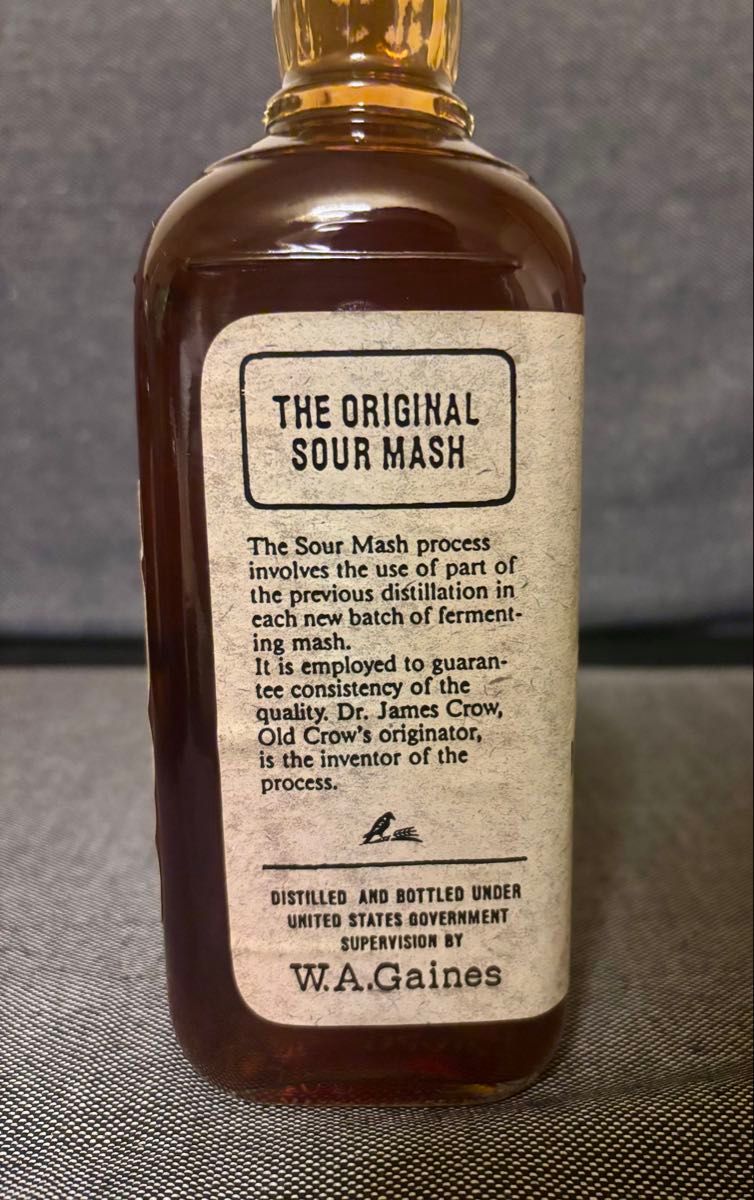 THE ORIGINAL
SOUR MASH
The Sour Mash process
involves the use of part of
the previous distillation in
each new batch of ferment-
ing mash.
It is employed to guaran-
tee consistency of the
quality. Dr. James Crow,
Old Crow's originator,
is the inventor of the
process.
DISTILLED AND BOTTLED UNDER
UNITED STATES GOVERNMENT
SUPERVISION BY
W.A.Gaines